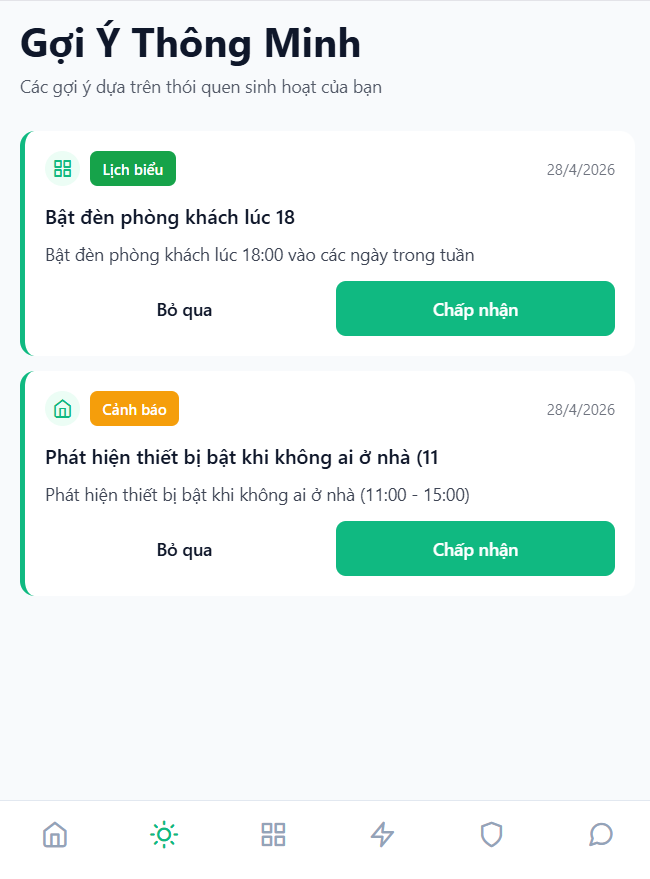 Gợi Ý Thông Minh
Các gợi ý dựa trên thói quen sinh hoạt của bạn
Lịch biểu
28/4/2026
Bật đèn phòng khách lúc 18
Bật đèn phòng khách lúc 18:00 vào các ngày trong tuần
Bỏ qua
Chấp nhận
Cảnh báo
28/4/2026
Phát hiện thiết bị bật khi không ai ở nhà (11
Phát hiện thiết bị bật khi không ai ở nhà (11:00 - 15:00)
Bỏ qua
Chấp nhận